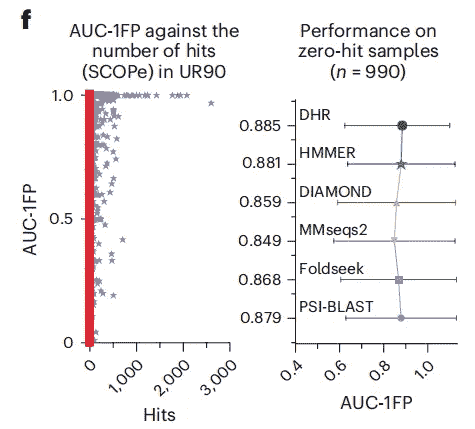 f
AUC-1FP against the
number of hits
(SCOPe) in UR90
1.0
0.5
0
AUC-1FP
0
1,000
2,000
3,000
Hits
Performance on
zero-hit samples
(n = 990)
0.885
DHR
0.881
HMMER
0.859
DIAMOND
0.849
MMseqs2
0.868
Foldseek
0.879
PSI-BLAST
0.4
0.6
0.8
1.0
AUC-1FP